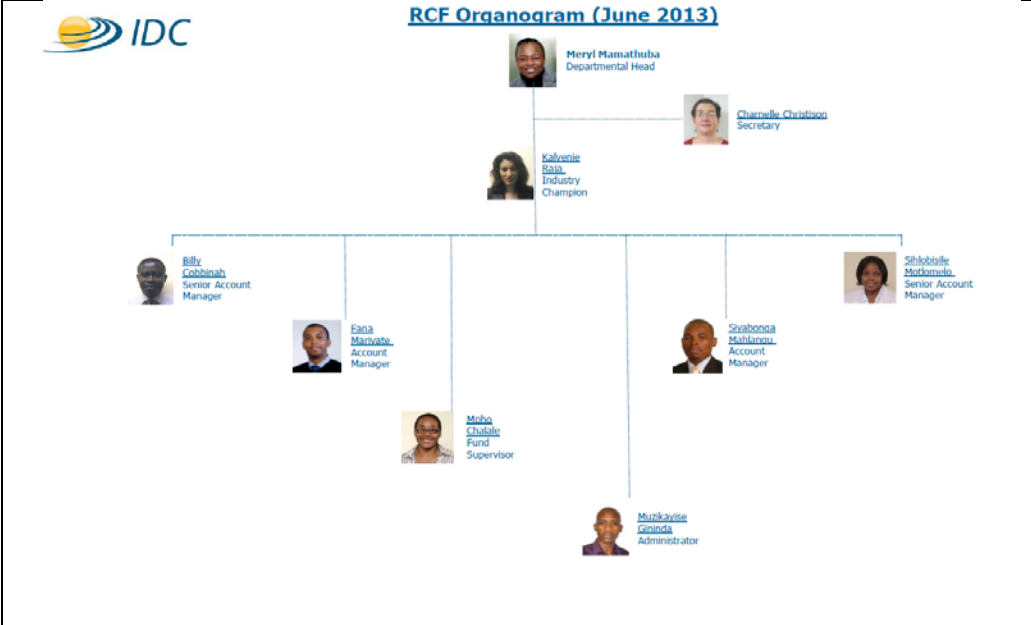 IDC
RCF Organogram (June 2013)
Meryl Mamathuba
Departmental Head
Charnelle Christison
Secretary
Kalvenie
Raja
Industry
Champion
Billy
Cobbinah
Senior Account
Manager
Sihlobisile
Motlomelo
Senior Account
Manager
Fana
Marivate
Account
Manager
Siyabonga
Mahlangu
Account
Manager
Moho
Chalale
Fund
Supervisor
Muzikayise
Gininda
Administrator